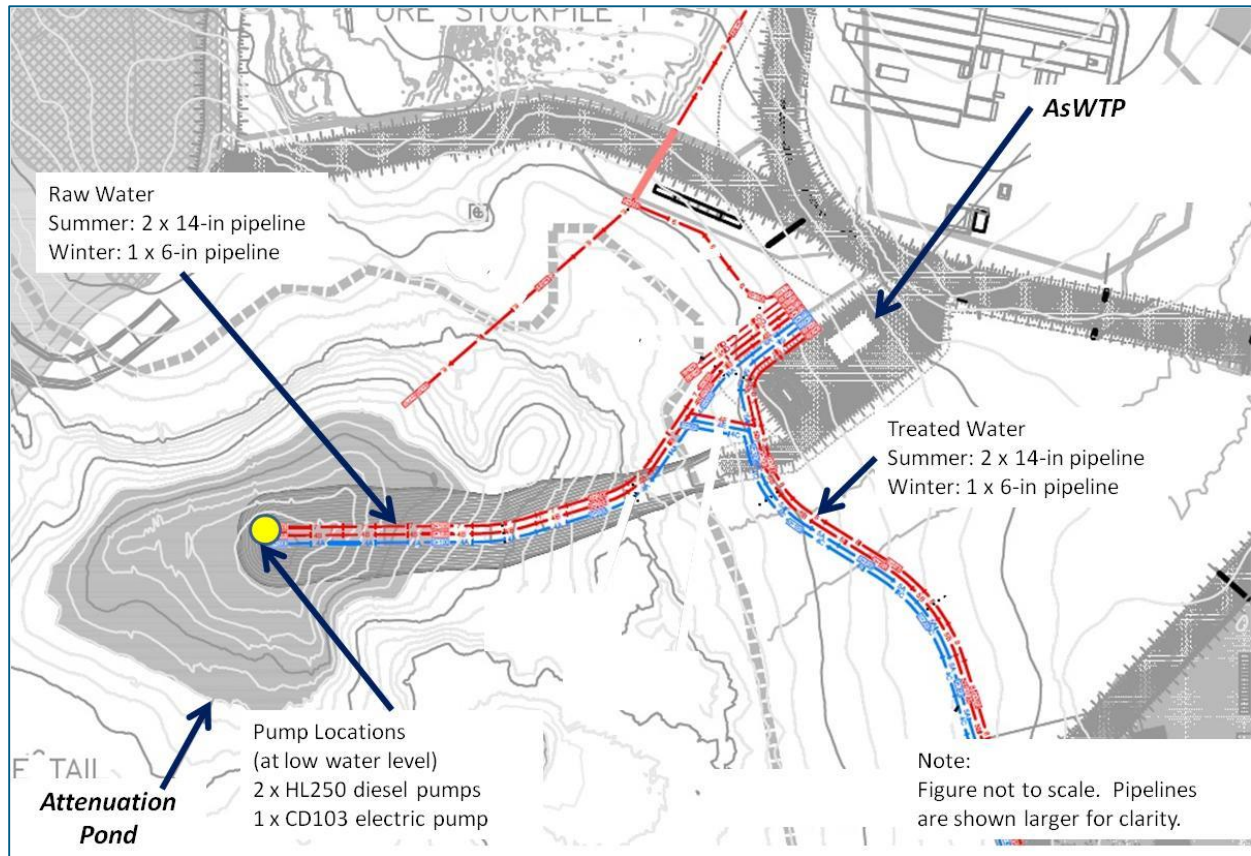 ORE STOCKPILE 1
AsWTP
Raw Water
Summer: 2 x 14-in pipeline
Winter: 1 x 6-in pipeline
Treated Water
Summer: 2 x 14-in pipeline
Winter: 1 x 6-in pipeline
Pump Locations
(at low water level)
2 x HL250 diesel pumps
1 x CD103 electric pump
TAIL
Attenuation
Pond
Note:
Figure not to scale. Pipelines
are shown larger for clarity.